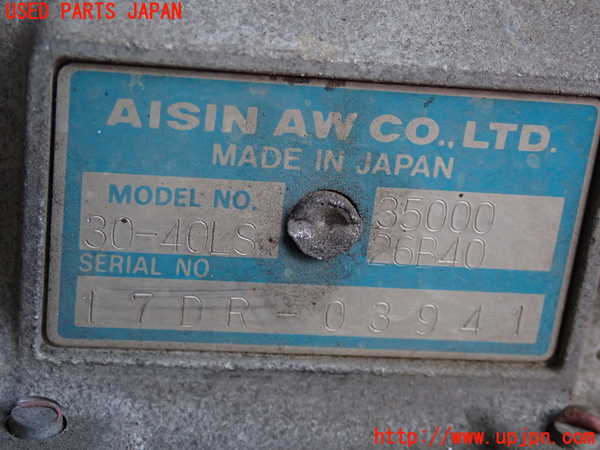 USED PARTS JAPAN
AISIN AW CO., LTD.
MADE IN JAPAN
MODEL NO.
30-40LS
35000
26B40
SERIAL NO.
17DR-03941
#UPJ http://www.upjpn.com/